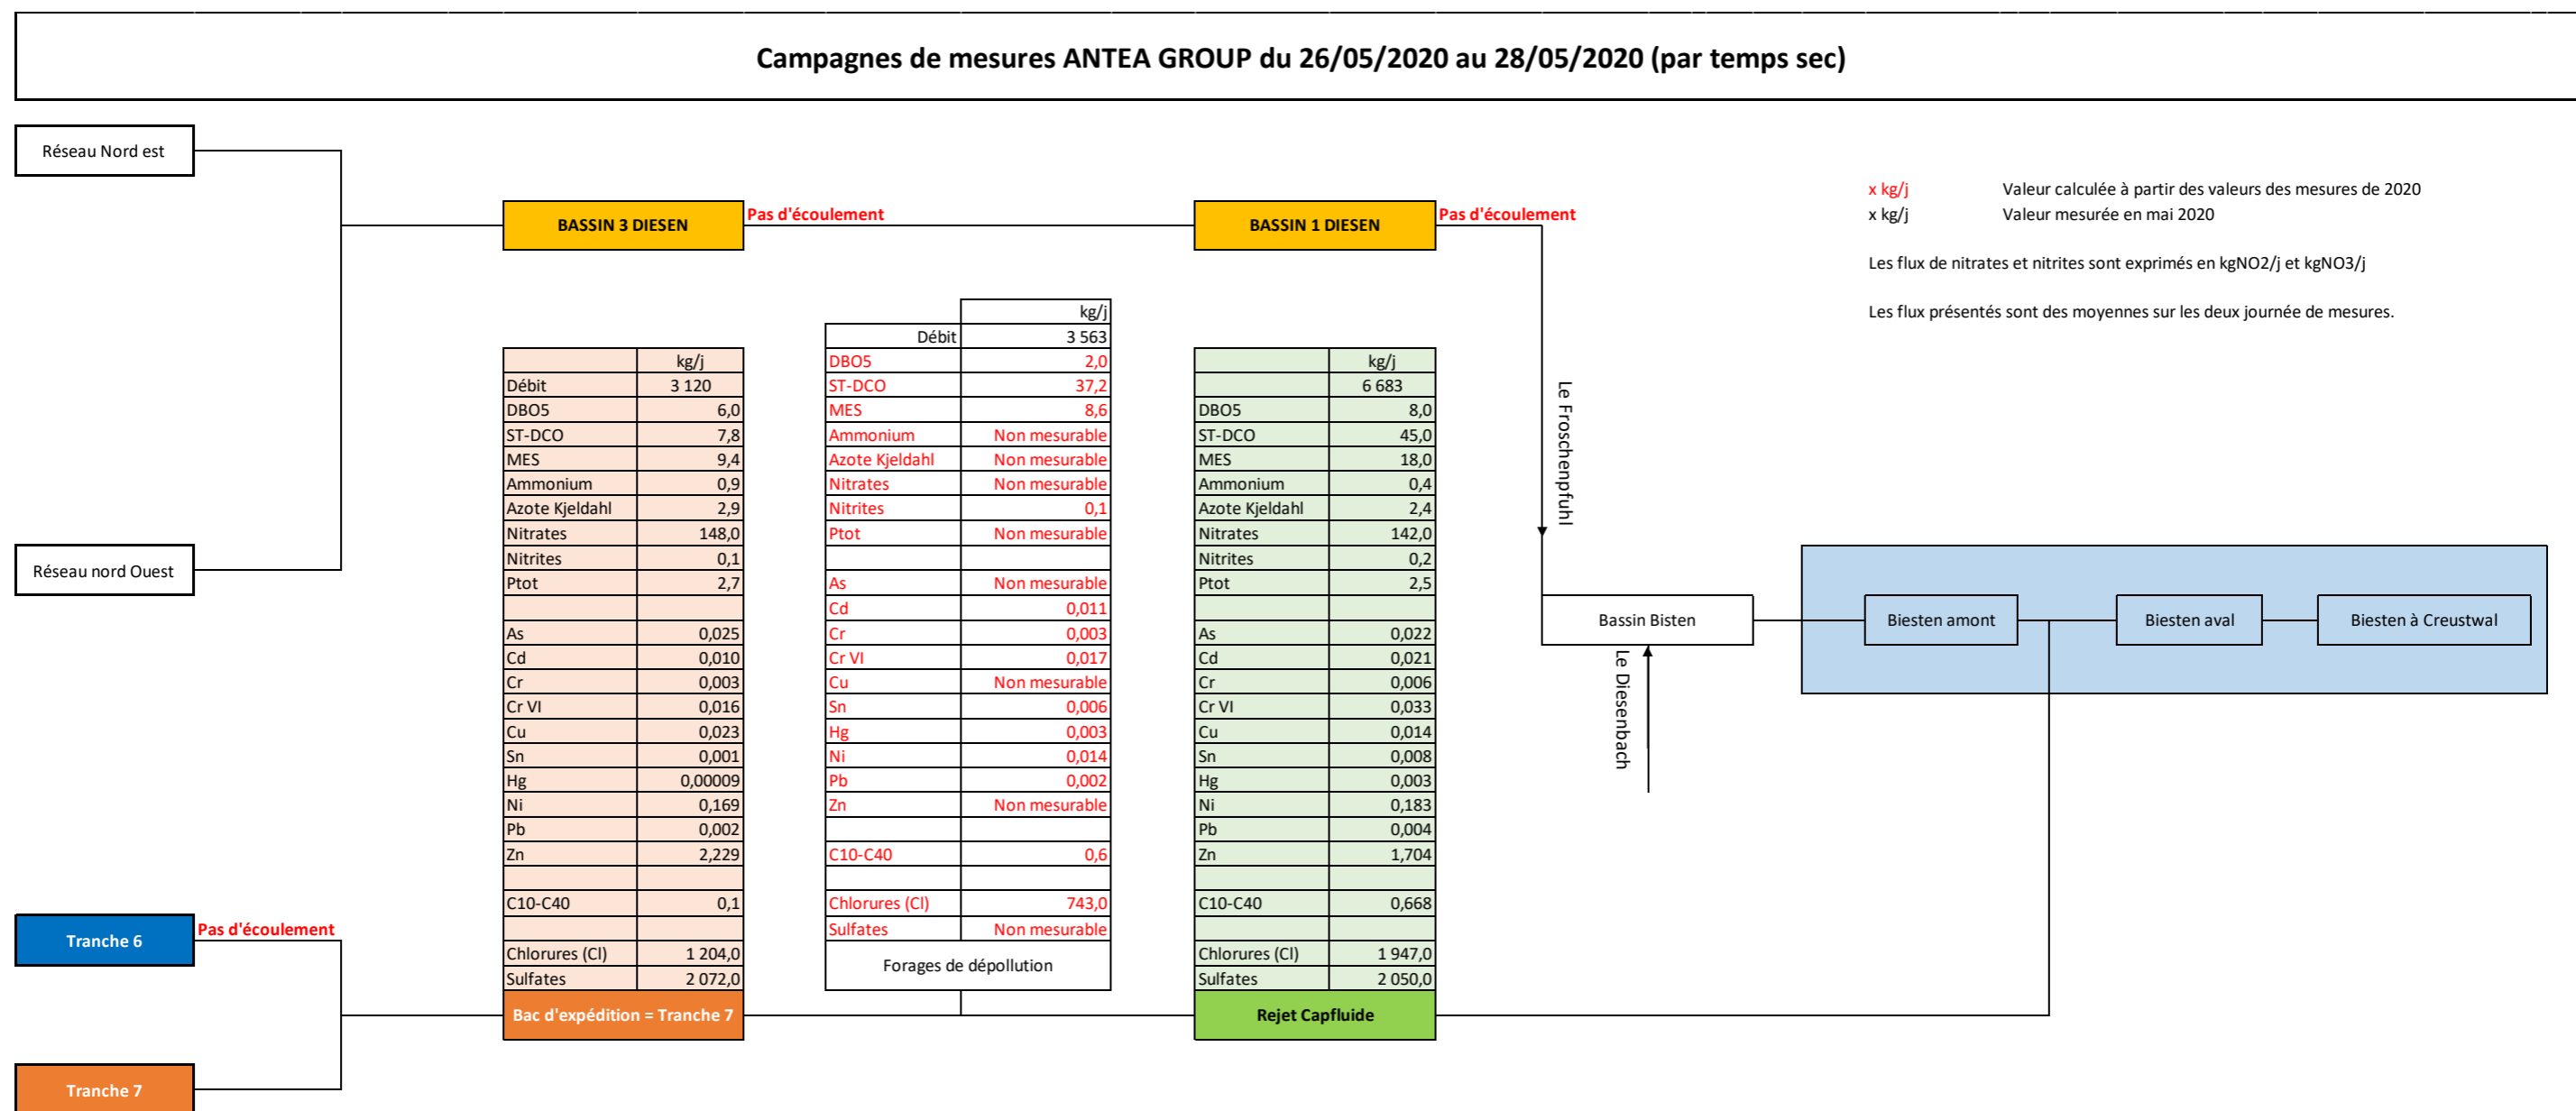 Campagnes de mesures ANTEA GROUP du 26/05/2020 au 28/05/2020 (par temps sec)
Réseau Nord est
x kg/j Valeur calculée à partir des valeurs des mesures de 2020
x kg/j Valeur mesurée en mai 2020
Les flux de nitrates et nitrites sont exprimés en kgNO2/j et kgNO3/j
Les flux présentés sont des moyennes sur les deux journée de mesures.
BASSIN 3 DIESEN
Pas d'écoulement
BASSIN 1 DIESEN
Pas d'écoulement
Réseau nord Ouest
kg/j
Débit 3 120
DBO5 6,0
ST-DCO 7,8
MES 9,4
Ammonium 0,9
Azote Kjeldahl 2,9
Nitrates 148,0
Nitrites 0,1
Ptot 2,7
As 0,025
Cd 0,010
Cr 0,003
Cr VI 0,016
Cu 0,023
Sn 0,001
Hg 0,00009
Ni 0,169
Pb 0,002
Zn 2,229
C10-C40 0,1
Chlorures (Cl) 1 204,0
Sulfates 2 072,0
Bac d'expédition = Tranche 7
kg/j
Débit 3 563
DBO5 2,0
ST-DCO 37,2
MES 8,6
Ammonium Non mesurable
Azote Kjeldahl Non mesurable
Nitrates Non mesurable
Nitrites 0,1
Ptot Non mesurable
As Non mesurable
Cd 0,011
Cr 0,003
Cr VI 0,017
Cu Non mesurable
Sn 0,006
Hg 0,003
Ni 0,014
Pb 0,002
Zn Non mesurable
C10-C40 0,6
Chlorures (Cl) 743,0
Sulfates Non mesurable
Forages de dépollution
kg/j
6 683
DBO5 8,0
ST-DCO 45,0
MES 18,0
Ammonium 0,4
Azote Kjeldahl 2,4
Nitrates 142,0
Nitrites 0,2
Ptot 2,5
As 0,022
Cd 0,021
Cr 0,006
Cr VI 0,033
Cu 0,014
Sn 0,008
Hg 0,003
Ni 0,183
Pb 0,004
Zn 1,704
C10-C40 0,668
Chlorures (Cl) 1 947,0
Sulfates 2 050,0
Rejet Capfluide
Le Froschenpfuhl
Bassin Bisten
Le Diesenbach
Biesten amont
Biesten aval
Biesten à Creustwal
Tranche 6
Pas d'écoulement
Tranche 7